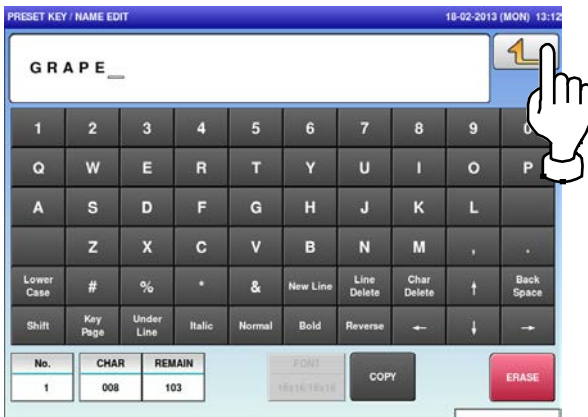 PRESET KEY / NAME EDIT 18-02-2013 (MON) 13:12
GRAPE_
1 2 3 4 5 6 7 8 9 0
Q W E R T Y U I O P
A S D F G H J K L
Z X C V B N M , .
Lower Case # % * & New Line Line Delete Char Delete ↑ Back Space
Shift Key Page Under Line Italic Normal Bold Reverse ← ↓ →
No. CHAR REMAIN FONT COPY ERASE
1 008 103 16x16/16x16